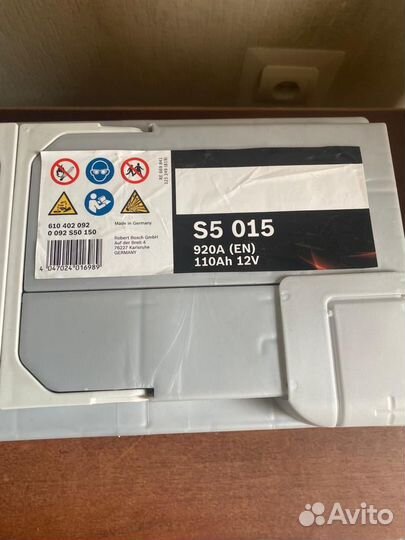 S5 015
920A (EN)
110Ah 12V
610 402 092
0 092 S50 150
4 047024 016989
Made in Germany
Robert Bosch GmbH
Auf der Breit 4
76227 Karlsruhe
GERMANY
Avito